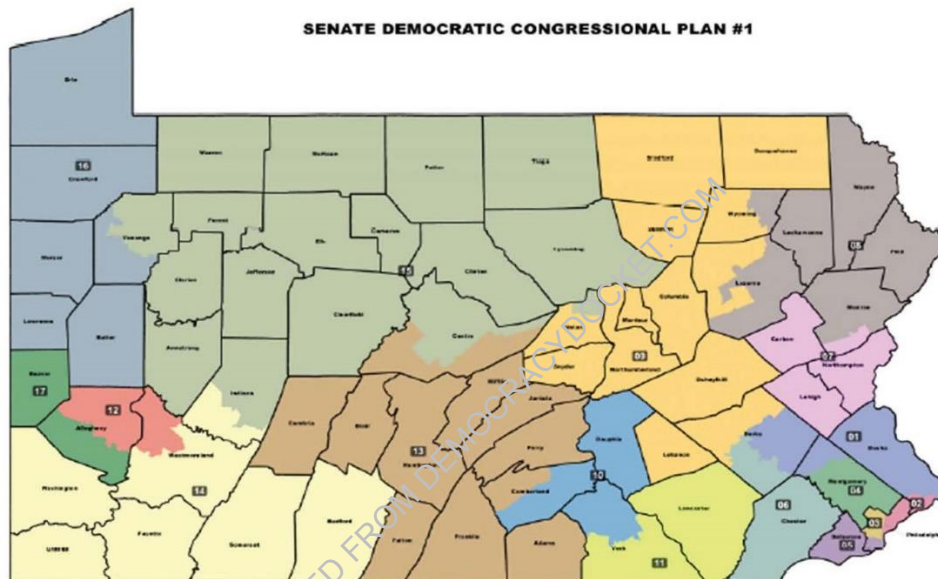 SENATE DEMOCRATIC CONGRESSIONAL PLAN #1
Erie
Warren
McKean
Potter
Tioga
Bradford
Susquehanna
Wayne
16
Crawford
Wyoming
Lackawanna
Venango
Forest
Elk
Cameron
Lycoming
Sullivan
08
Pike
Mercer
Clarion
Jefferson
15
Clinton
Luzerne
Columbia
Monroe
Lawrence
Butler
Clearfield
Centre
Union
Montour
Armstrong
Snyder
Northumberland
Carbon
07
Northampton
Beaver
17
Indiana
Mifflin
Juniata
Schuylkill
Lehigh
12
Allegheny
Cambria
Blair
Perry
Dauphin
Berks
01
Bucks
Westmoreland
13
Lebanon
Montgomery
04
Washington
14
Cumberland
10
Lancaster
06
Chester
03
02
Fayette
Somerset
Bedford
Fulton
Franklin
Adams
York
11
Delaware
05
FROM DEMOCRACYDOCKET.COM